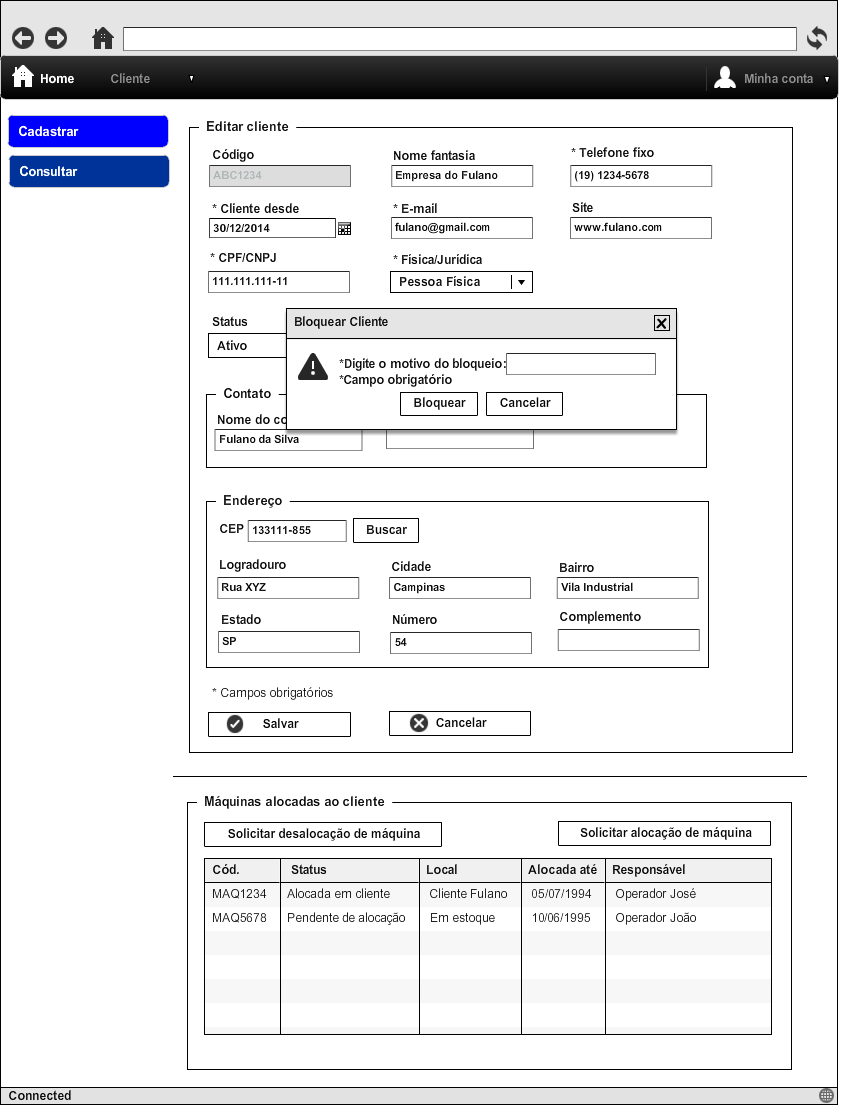 Home Cliente Minha conta
Cadastrar
Consultar
Editar cliente
Código Nome fantasia * Telefone fixo
ABC1234 Empresa do Fulano (19) 1234-5678
* Cliente desde * E-mail Site
30/12/2014 fulano@gmail.com www.fulano.com
* CPF/CNPJ * Física/Jurídica
111.111.111-11 Pessoa Física
Status
Ativo
Bloquear Cliente
*Digite o motivo do bloqueio:
*Campo obrigatório
Bloquear Cancelar
Contato
Nome do co
Fulano da Silva
Endereço
CEP 133111-855 Buscar
Logradouro Cidade Bairro
Rua XYZ Campinas Vila Industrial
Estado Número Complemento
SP 54
* Campos obrigatórios
Salvar Cancelar
Máquinas alocadas ao cliente
Solicitar desalocação de máquina Solicitar alocação de máquina
Cód. Status Local Alocada até Responsável
MAQ1234 Alocada em cliente Cliente Fulano 05/07/1994 Operador José
MAQ5678 Pendente de alocação Em estoque 10/06/1995 Operador João
Connected